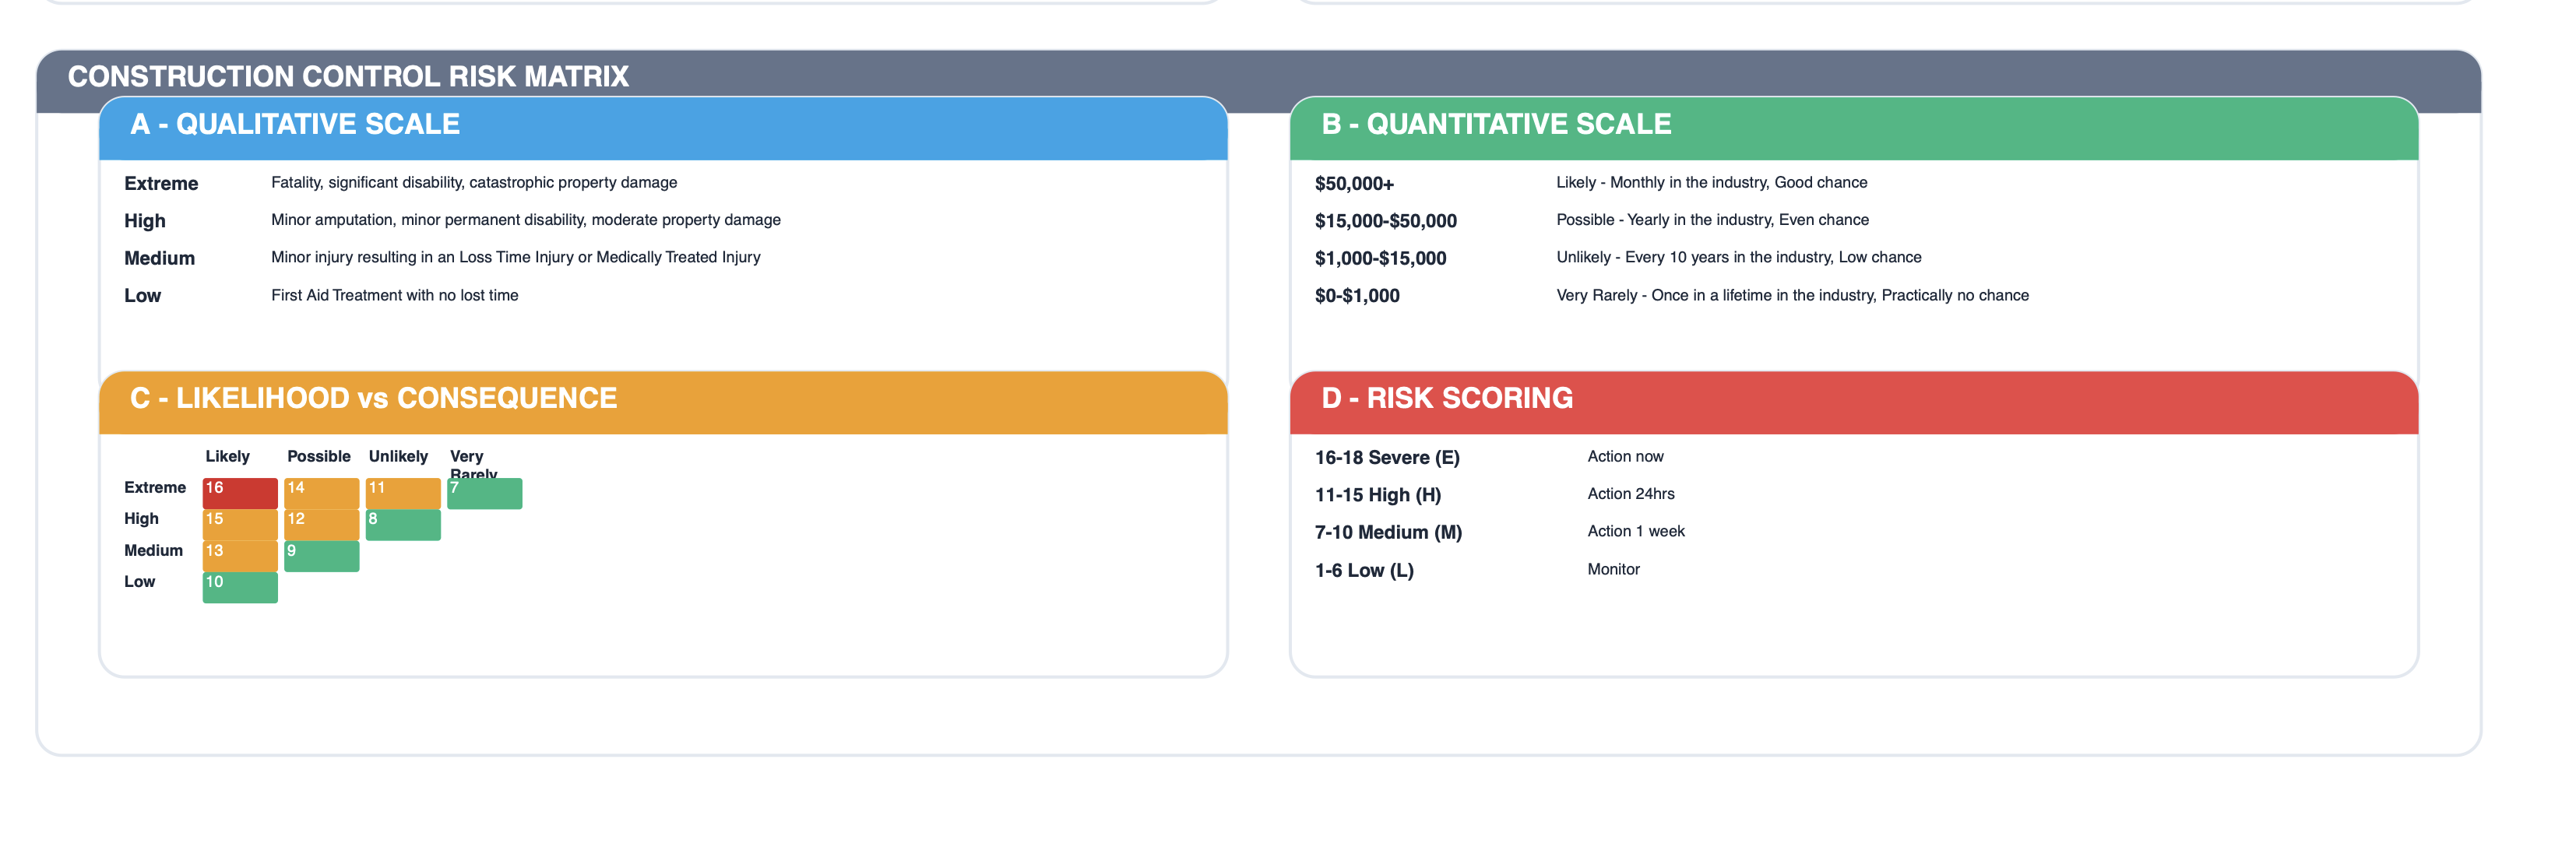 CONSTRUCTION CONTROL RISK MATRIX
A - QUALITATIVE SCALE
Extreme Fatality, significant disability, catastrophic property damage
High Minor amputation, minor permanent disability, moderate property damage
Medium Minor injury resulting in an Loss Time Injury or Medically Treated Injury
Low First Aid Treatment with no lost time
B - QUANTITATIVE SCALE
$50,000+ Likely - Monthly in the industry, Good chance
$15,000-$50,000 Possible - Yearly in the industry, Even chance
$1,000-$15,000 Unlikely - Every 10 years in the industry, Low chance
$0-$1,000 Very Rarely - Once in a lifetime in the industry, Practically no chance
C - LIKELIHOOD vs CONSEQUENCE
Likely Possible Unlikely Very Rarely
Extreme 16 14 11 7
High 15 12 8
Medium 13 9
Low 10
D - RISK SCORING
16-18 Severe (E) Action now
11-15 High (H) Action 24hrs
7-10 Medium (M) Action 1 week
1-6 Low (L) Monitor